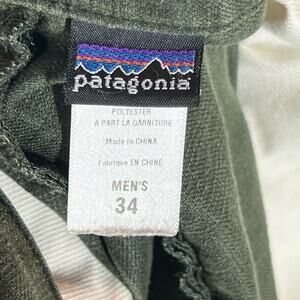 patagonia
POLYESTER
A PART LA GARNITURE
Made in CHINA
Fabriqué EN CHINE
MEN'S
34